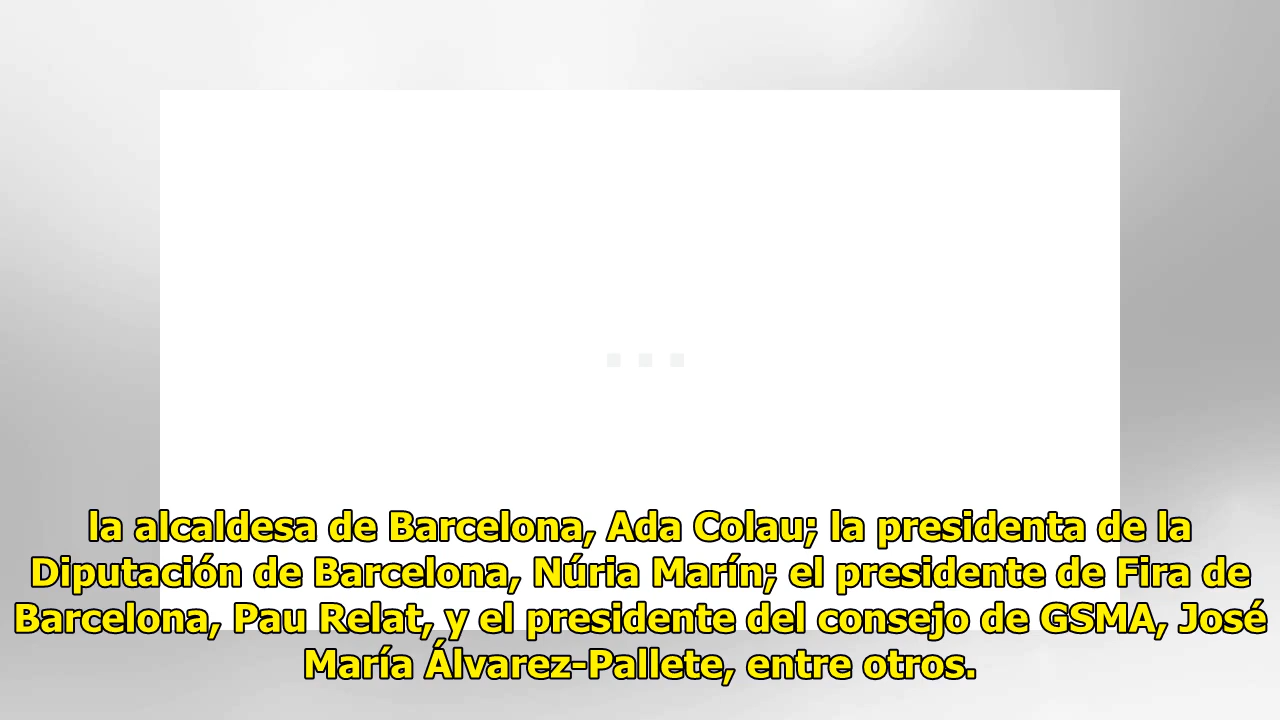 la alcaldesa de Barcelona, Ada Colau; la presidenta de la
Diputación de Barcelona, Núria Marín; el presidente de Fira de
Barcelona, Pau Relat, y el presidente del consejo de GSMA, José
María Álvarez-Pallete, entre otros.